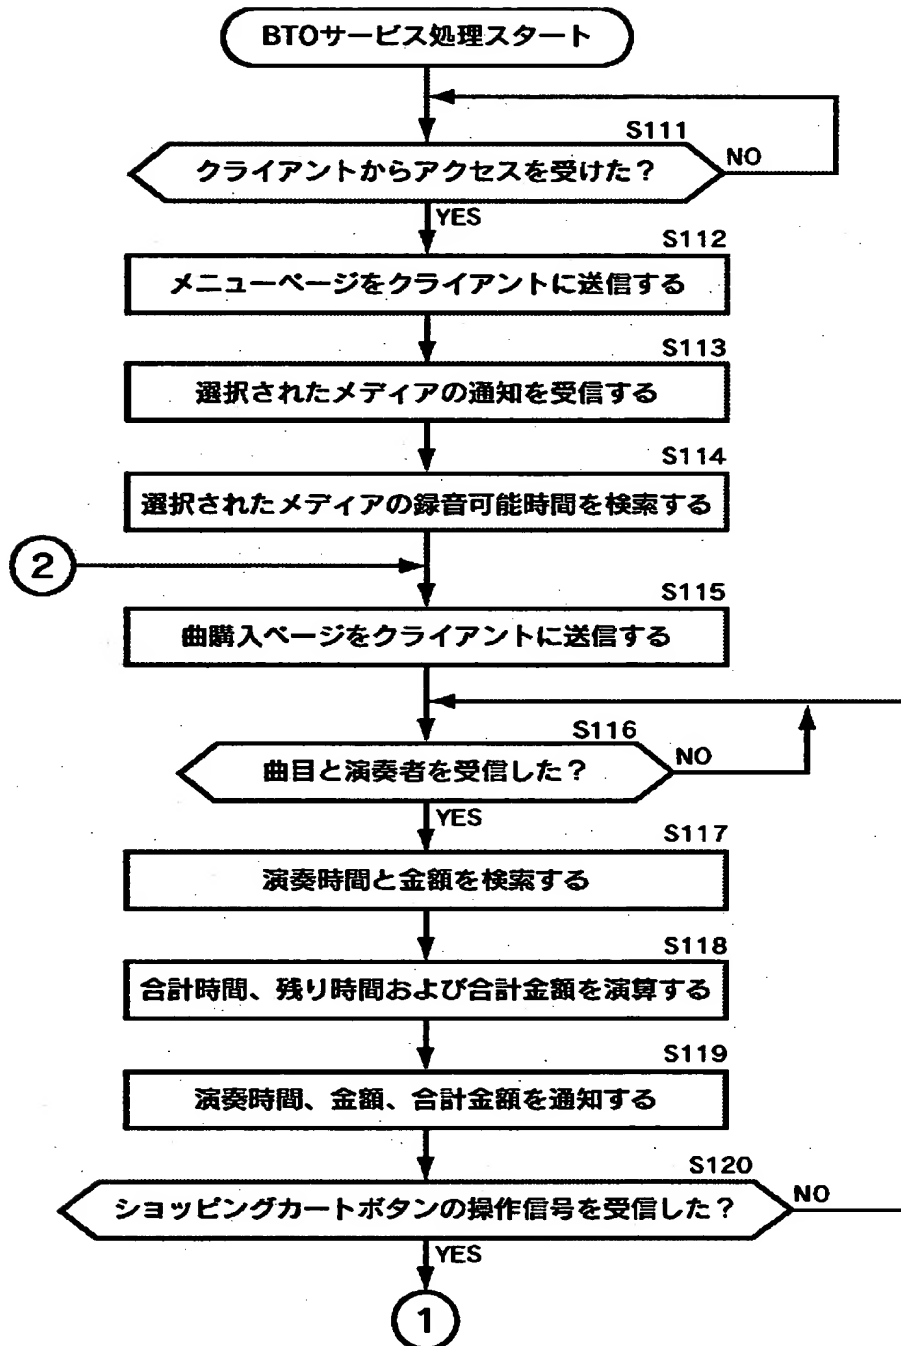 BTOサービス処理スタート
S111
クライアントからアクセスを受けた?
NO
YES
S112
メニューページをクライアントに送信する
S113
選択されたメディアの通知を受信する
S114
選択されたメディアの録音可能時間を検索する
2
S115
曲購入ページをクライアントに送信する
S116
曲目と演奏者を受信した?
NO
YES
S117
演奏時間と金額を検索する
S118
合計時間、残り時間および合計金額を演算する
S119
演奏時間、金額、合計金額を通知する
S120
ショッピングカートボタンの操作信号を受信した?
NO
YES
1